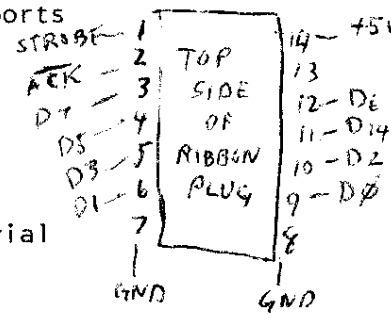 ports
STROBE 1
ACK 2
D7 3
D5 4
D3 5
D1 6
7
GND
TOP
SIDE
OF
RIBBON
PLUG
14 +5V
13
12 D6
11 D4
10 D2
9 DØ
8
GND
rial